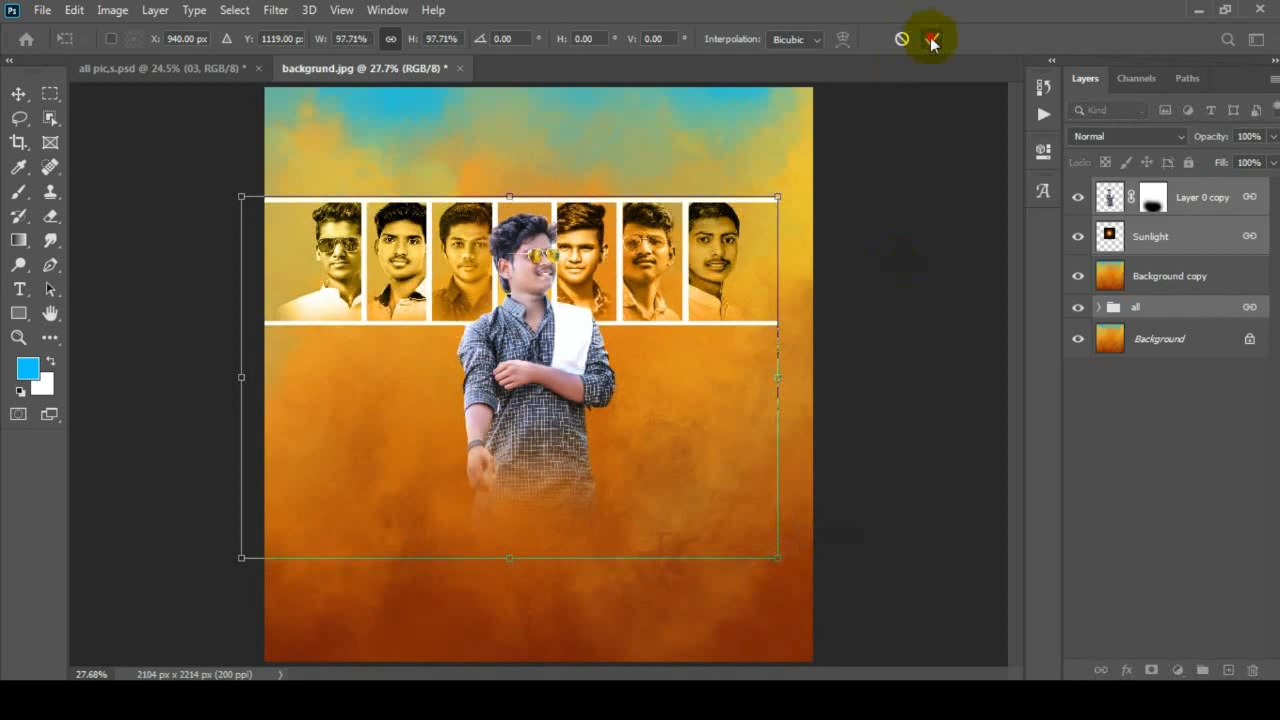 Ps File Edit Image Layer Type Select Filter 3D View Window Help
X: 940.00 px Y: 1119.00 p: W: 97.71% H: 97.71% 0.00 ° H: 0.00 ° V: 0.00 ° Interpolation: Bicubic
all pic,s.psd @ 24.5% (03, RGB/8) * × backgrund.jpg @ 27.7% (RGB/8) * ×
Layers Channels Paths
Kind
Normal Opacity: 100%
Lock: Fill: 100%
Layer 0 copy
Sunlight
Background copy
all
Background
27.68% 2104 px x 2214 px (200 ppi)